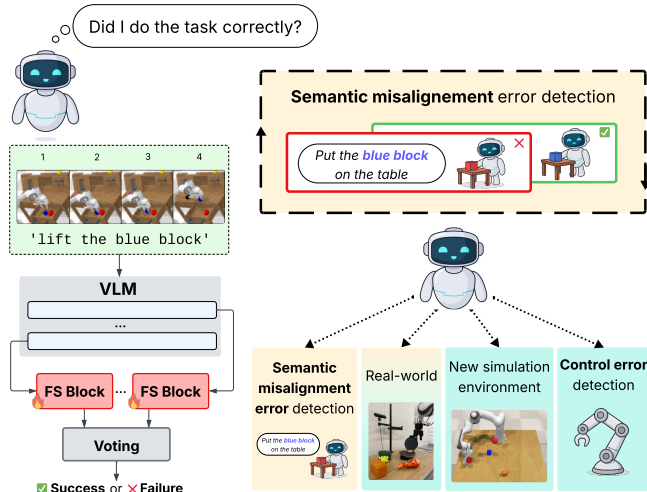 Did I do the task correctly?
1 2 3 4
'lift the blue block'
VLM
...
FS Block ... FS Block
Voting
Success or Failure
Semantic misalignement error detection
Put the blue block
on the table
Semantic
misalignment
error detection
Put the blue block
on the table
Real-world
New simulation
environment
Control error
detection